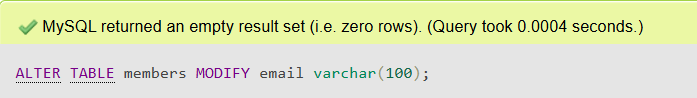 MySQL returned an empty result set (i.e. zero rows). (Query took 0.0004 seconds.)
ALTER TABLE members MODIFY email varchar(100);